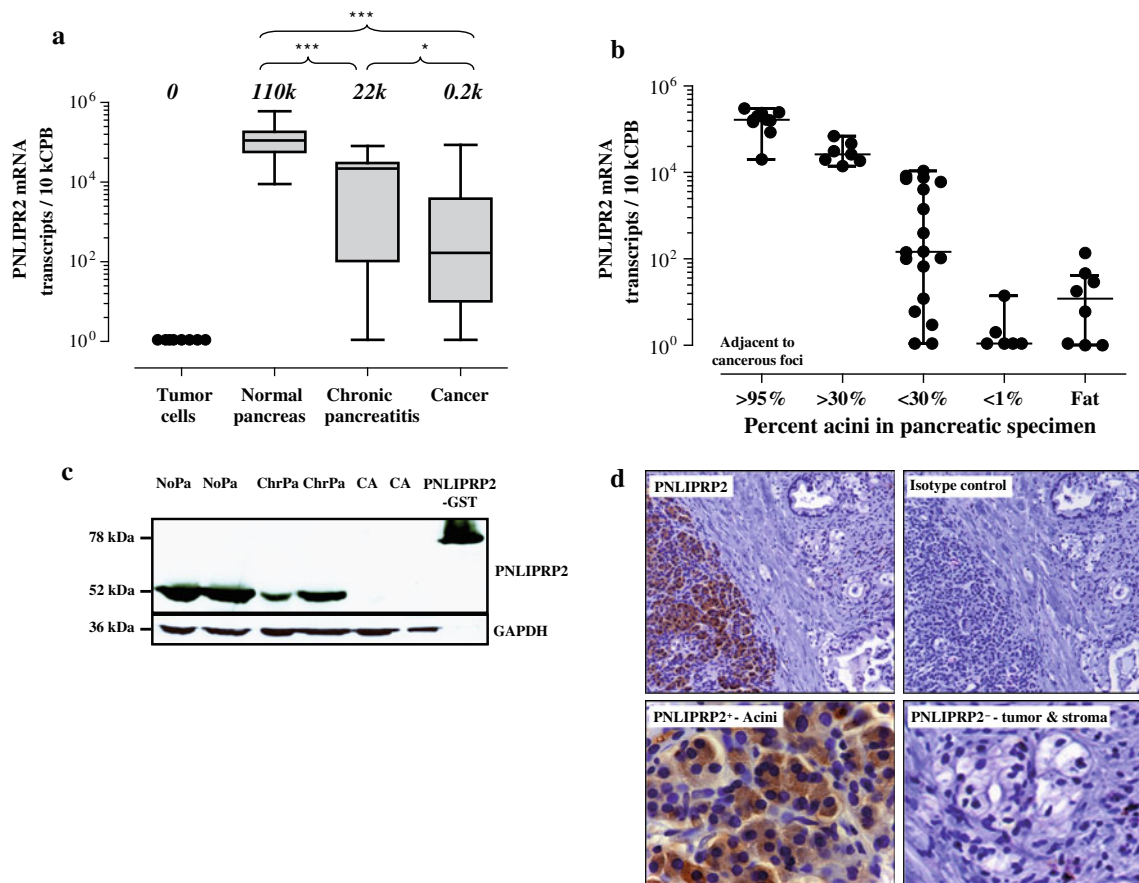 a
***
***
*
0
110k
22k
0.2k
PNLIPR2 mRNA
transcripts / 10 kCPB
10^6
10^4
10^2
10^0
Tumor
cells
Normal
pancreas
Chronic
pancreatitis
Cancer
b
PNLIPR2 mRNA
transcripts / 10 kCPB
10^6
10^4
10^2
10^0
Adjacent to
cancerous foci
>95%
>30%
<30%
<1%
Fat
Percent acini in pancreatic specimen
c
NoPa NoPa ChrPa ChrPa CA CA PNLIPRP2
-GST
78 kDa
52 kDa
36 kDa
PNLIPRP2
GAPDH
d
PNLIPRP2
Isotype control
PNLIPRP2⁺- Acini
PNLIPRP2⁻ - tumor & stroma